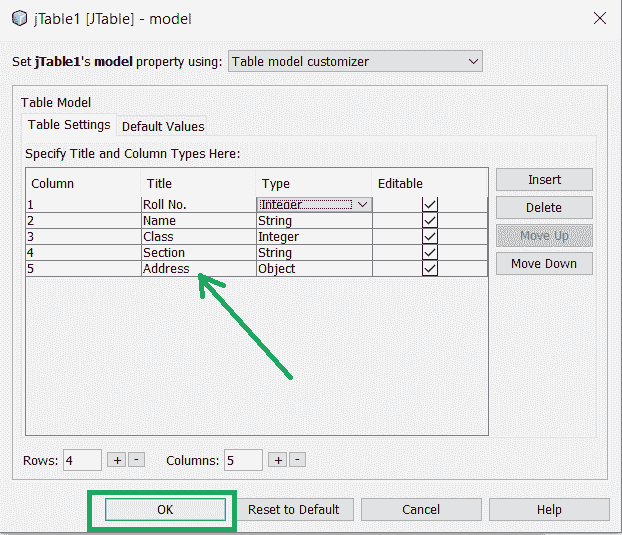 jTable1 [JTable] - model
Set jTable1's model property using: Table model customizer
Table Model
Table Settings Default Values
Specify Title and Column Types Here:
Column Title Type Editable
1 Roll No. Integer
2 Name String
3 Class Integer
4 Section String
5 Address Object
Insert
Delete
Move Up
Move Down
Rows: 4 + - Columns: 5 + -
OK Reset to Default Cancel Help